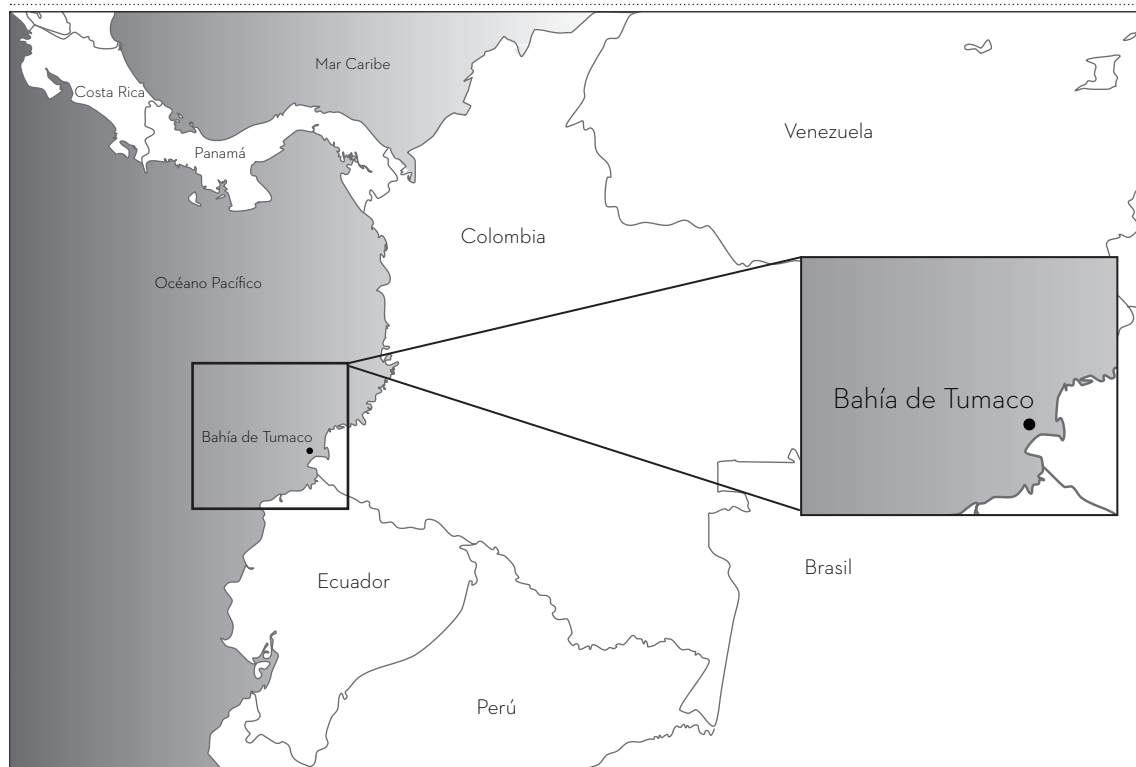 Mar Caribe
Costa Rica
Panamá
Venezuela
Colombia
Océano Pacífico
Bahía de Tumaco
Bahía de Tumaco
Ecuador
Brasil
Perú